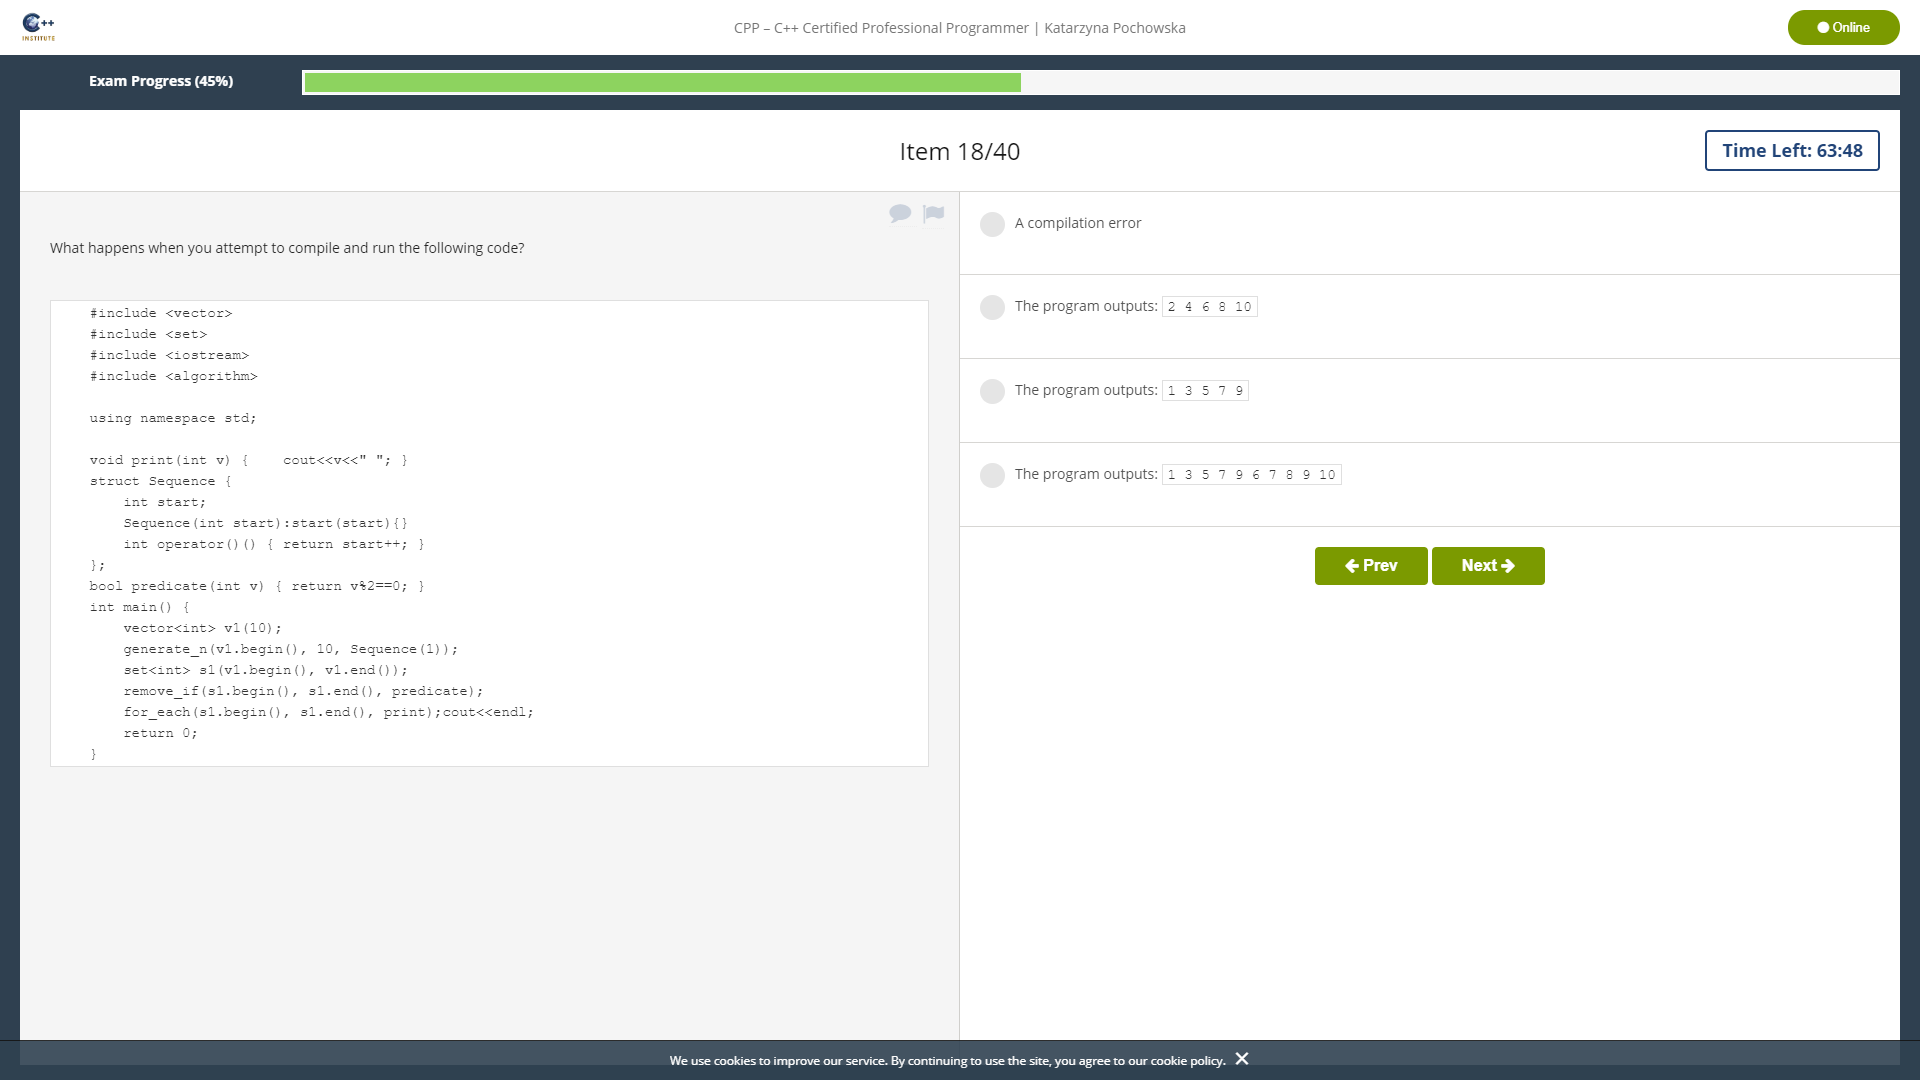 C++
INSTITUTE
CPP – C++ Certified Professional Programmer | Katarzyna Pochowska
Online
Exam Progress (45%)
Item 18/40
Time Left: 63:48
What happens when you attempt to compile and run the following code?
#include <vector>
#include <set>
#include <iostream>
#include <algorithm>
using namespace std;
void print(int v) {    cout<<v<<" "; }
struct Sequence {
    int start;
    Sequence(int start):start(start){}
    int operator()() { return start++; }
};
bool predicate(int v) { return v%2==0; }
int main() {
    vector<int> v1(10);
    generate_n(v1.begin(), 10, Sequence(1));
    set<int> s1(v1.begin(), v1.end());
    remove_if(s1.begin(), s1.end(), predicate);
    for_each(s1.begin(), s1.end(), print);cout<<endl;
    return 0;
}
A compilation error
The program outputs: 2 4 6 8 10
The program outputs: 1 3 5 7 9
The program outputs: 1 3 5 7 9 6 7 8 9 10
Prev
Next
We use cookies to improve our service. By continuing to use the site, you agree to our cookie policy.